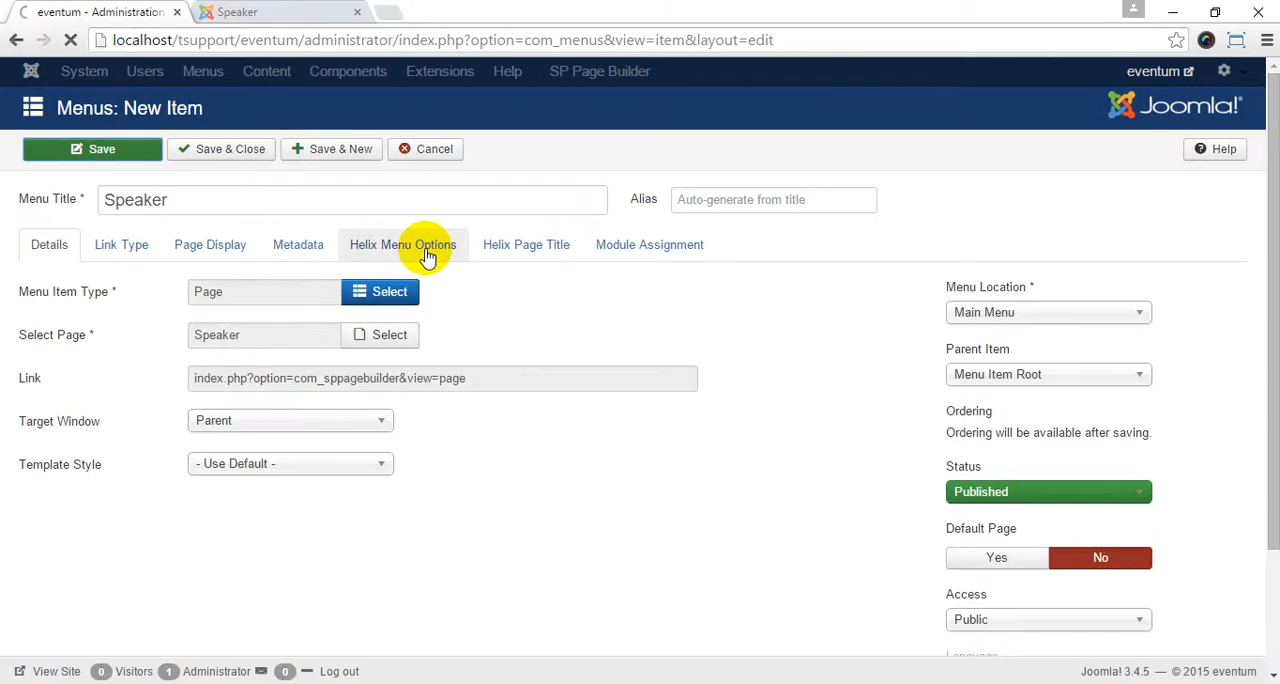 eventum - Administration
Speaker
localhost/tsupport/eventum/administrator/index.php?option=com_menus&view=item&layout=edit
System Users Menus Content Components Extensions Help SP Page Builder eventum
Menus: New Item Joomla!®
Save Save & Close Save & New Cancel Help
Menu Title * Speaker Alias Auto-generate from title
Details Link Type Page Display Metadata Helix Menu Options Helix Page Title Module Assignment
Menu Item Type * Page Select
Select Page * Speaker Select
Link index.php?option=com_sppagebuilder&view=page
Target Window Parent
Template Style - Use Default -
Menu Location *
Main Menu
Parent Item
Menu Item Root
Ordering
Ordering will be available after saving.
Status
Published
Default Page
Yes No
Access
Public
Language
View Site 0 Visitors 1 Administrator 0 Log out Joomla! 3.4.5 — © 2015 eventum